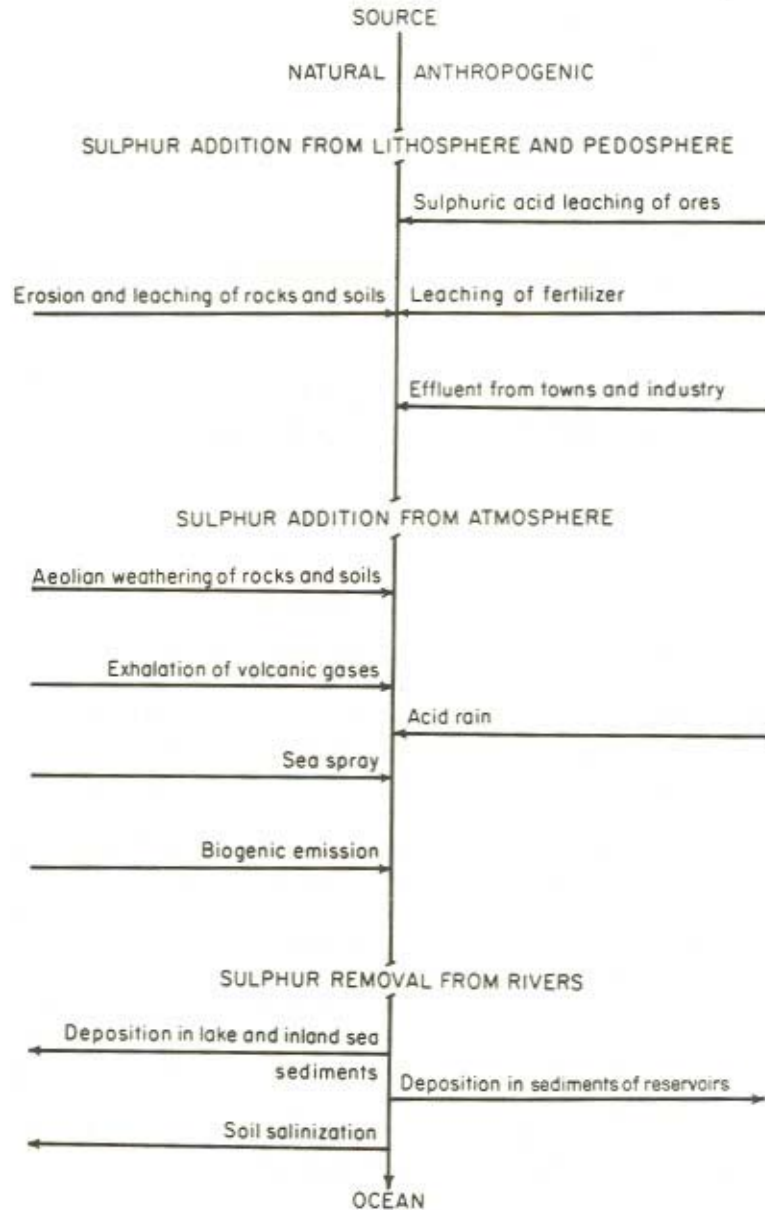 SOURCE
NATURAL ANTHROPOGENIC
SULPHUR ADDITION FROM LITHOSPHERE AND PEDOSPHERE
Sulphuric acid leaching of ores
Erosion and leaching of rocks and soils Leaching of fertilizer
Effluent from towns and industry
SULPHUR ADDITION FROM ATMOSPHERE
Aeolian weathering of rocks and soils
Exhalation of volcanic gases
Acid rain
Sea spray
Biogenic emission
SULPHUR REMOVAL FROM RIVERS
Deposition in lake and inland sea
sediments
Deposition in sediments of reservoirs
Soil salinization
OCEAN